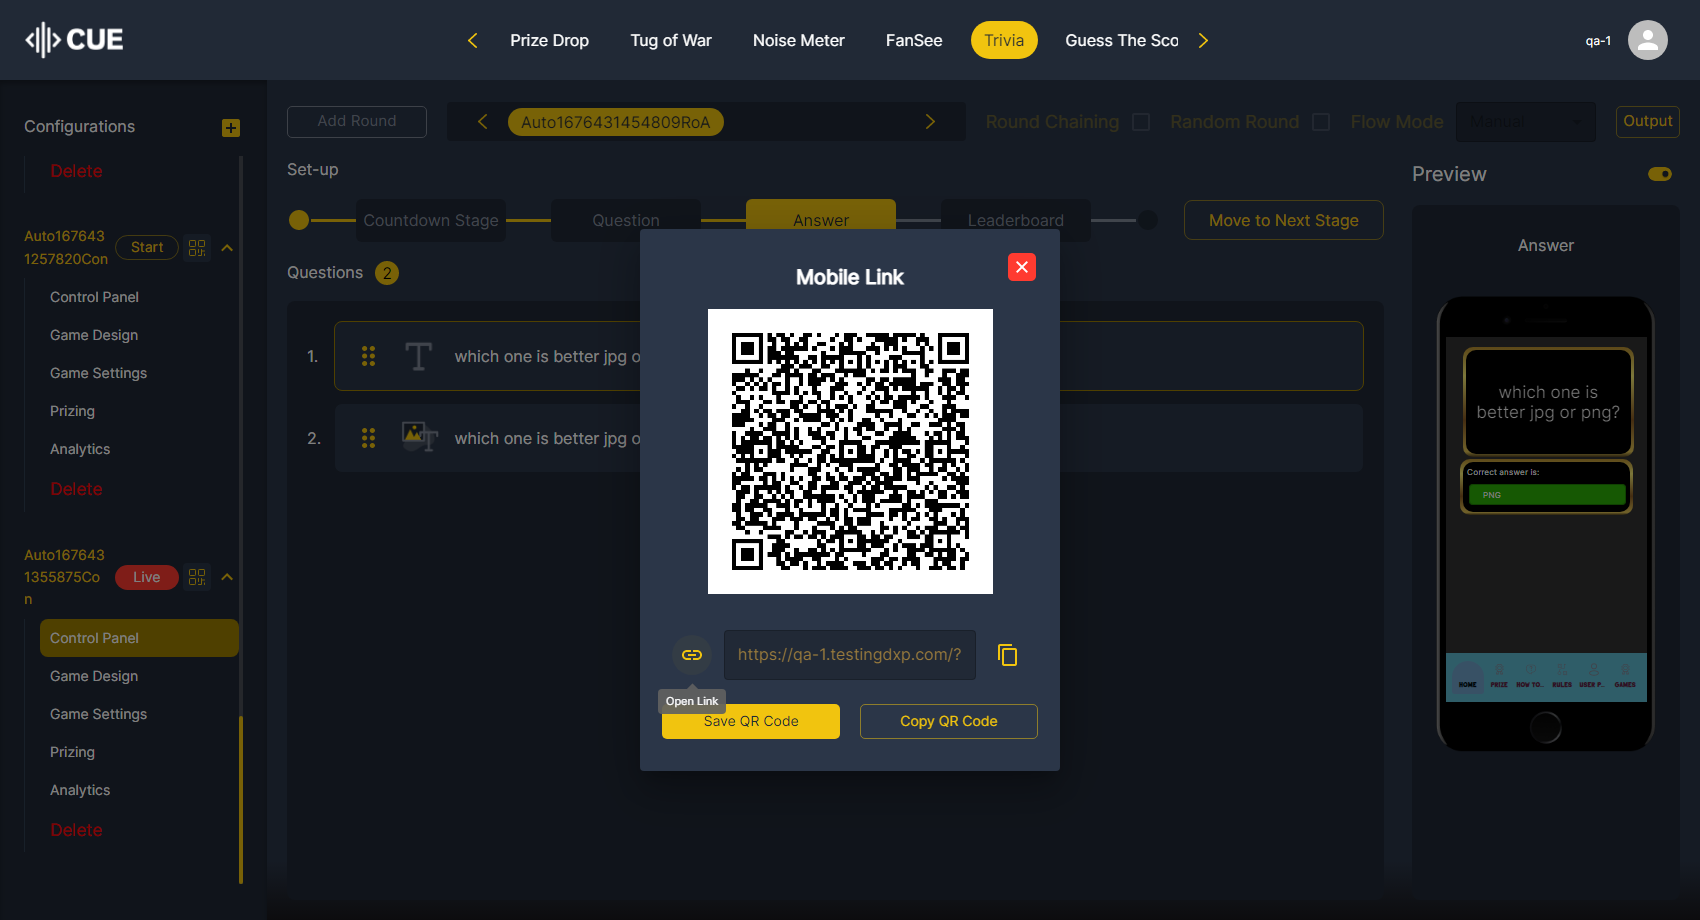 CUE
Prize Drop
Tug of War
Noise Meter
FanSee
Trivia
Guess The Sco
qa-1
Configurations
Delete
Auto167643
1257820Con
Start
Control Panel
Game Design
Game Settings
Prizing
Analytics
Delete
Auto167643
1355875Co
n
Live
Control Panel
Game Design
Game Settings
Prizing
Analytics
Delete
Add Round
Auto1676431454809RoA
Round Chaining
Random Round
Flow Mode
Manual
Output
Set-up
Countdown Stage
Question
Answer
Leaderboard
Move to Next Stage
Questions 2
1. which one is better jpg o
2. which one is better jpg o
Mobile Link
https://qa-1.testingdxp.com/?
Open Link
Save QR Code
Copy QR Code
Preview
Answer
which one is
better jpg or png?
Correct answer is:
PNG
HOME
PRIZE
HOW TO..
RULES
USER P..
GAMES